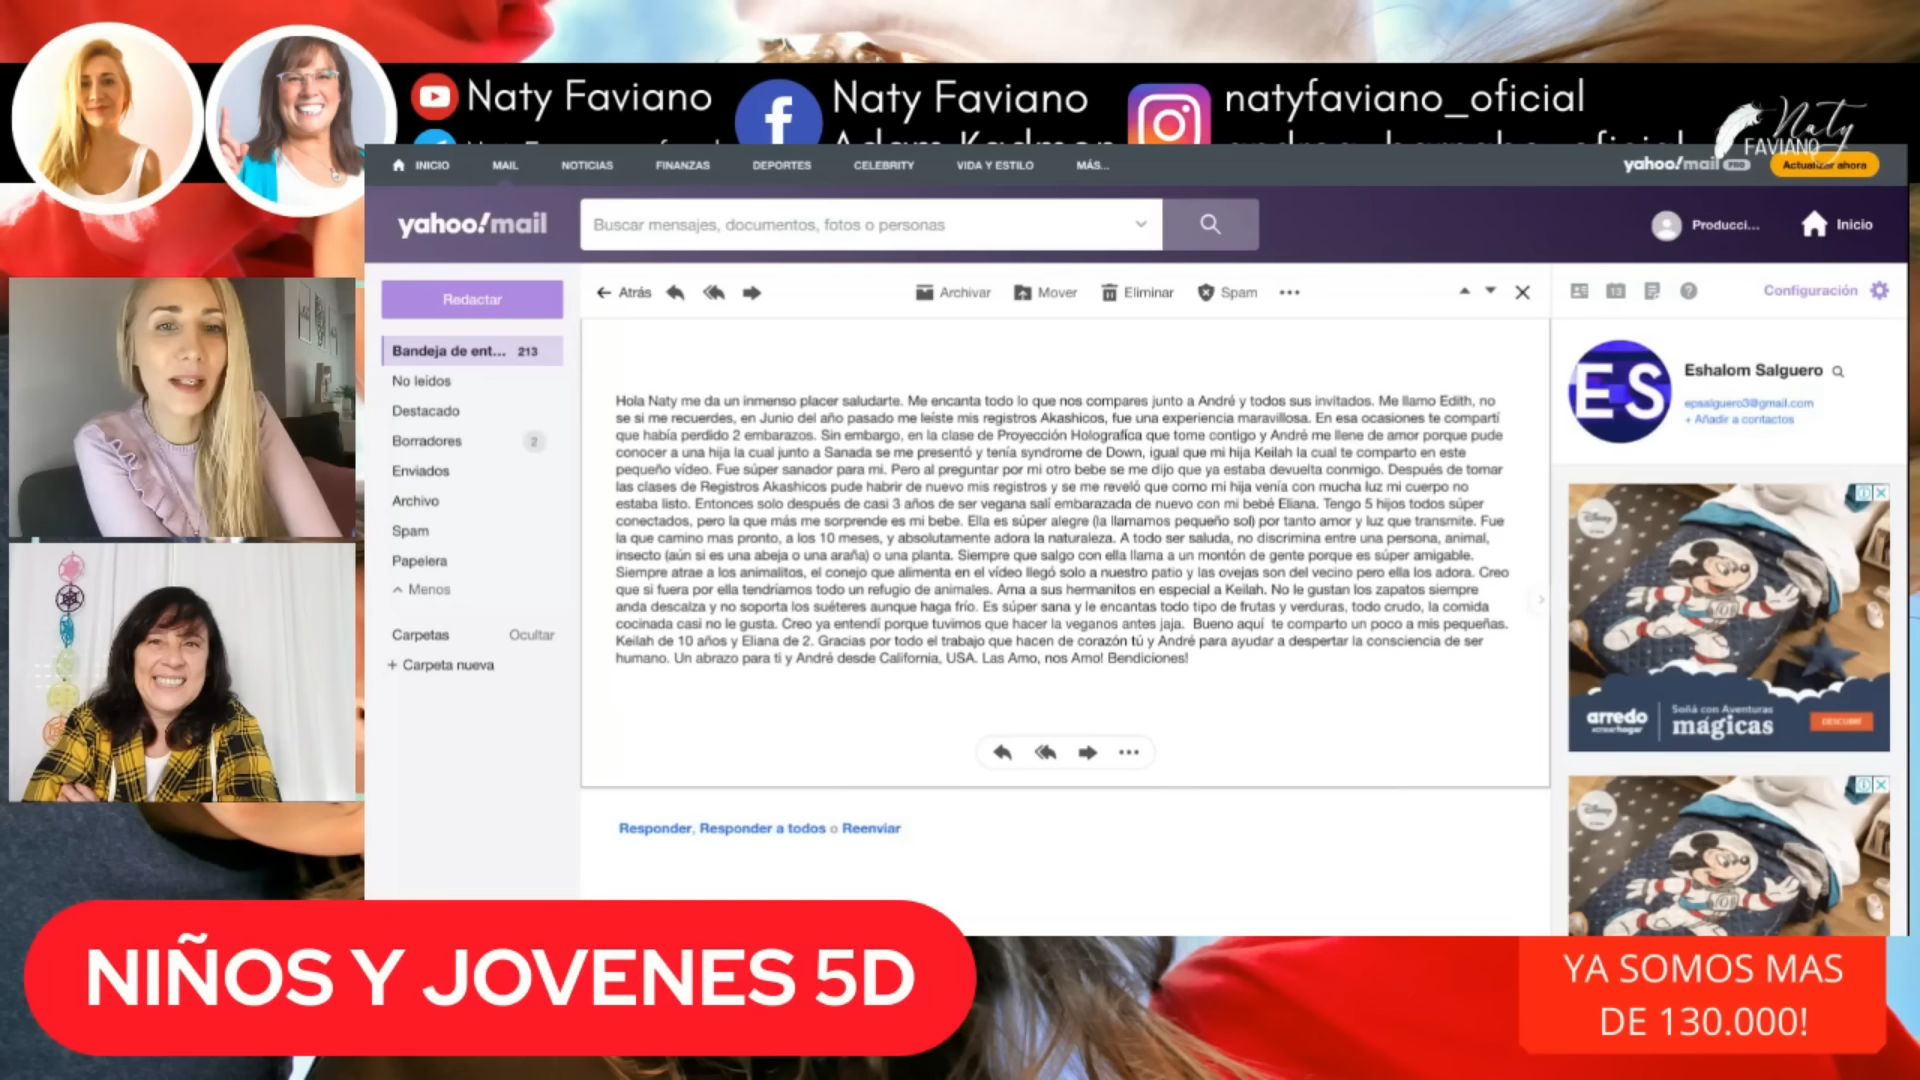 Naty Faviano
Naty Faviano
natyfaviano_oficial
Naty
FAVIANO
INICIO MAIL NOTICIAS FINANZAS DEPORTES CELEBRITY VIDA Y ESTILO MÁS...
yahoo!mail PRO Actualizar ahora
yahoo!mail
Buscar mensajes, documentos, fotos o personas
Producci...
Inicio
Redactar
Bandeja de ent... 213
No leídos
Destacado
Borradores 2
Enviados
Archivo
Spam
Papelera
Menos
Carpetas Ocultar
+ Carpeta nueva
Atrás
Archivar Mover Eliminar Spam
Hola Naty me da un inmenso placer saludarte. Me encanta todo lo que nos compares junto a André y todos sus invitados. Me llamo Edith, no
se si me recuerdes, en Junio del año pasado me leíste mis registros Akashicos, fue una experiencia maravillosa. En esa ocasiones te compartí
que había perdido 2 embarazos. Sin embargo, en la clase de Proyección Holografica que tome contigo y André me llene de amor porque pude
conocer a una hija la cual junto a Sanada se me presentó y tenía syndrome de Down, igual que mi hija Keilah la cual te comparto en este
pequeño vídeo. Fue súper sanador para mi. Pero al preguntar por mi otro bebe se me dijo que ya estaba devuelta conmigo. Después de tomar
las clases de Registros Akashicos pude habrir de nuevo mis registros y se me reveló que como mi hija venía con mucha luz mi cuerpo no
estaba listo. Entonces solo después de casi 3 años de ser vegana salí embarazada de nuevo con mi bebé Eliana. Tengo 5 hijos todos súper
conectados, pero la que más me sorprende es mi bebe. Ella es súper alegre (la llamamos pequeño sol) por tanto amor y luz que transmite. Fue
la que camino mas pronto, a los 10 meses, y absolutamente adora la naturaleza. A todo ser saluda, no discrimina entre una persona, animal,
insecto (aún si es una abeja o una araña) o una planta. Siempre que salgo con ella llama a un montón de gente porque es súper amigable.
Siempre atrae a los animalitos, el conejo que alimenta en el vídeo llegó solo a nuestro patio y las ovejas son del vecino pero ella los adora. Creo
que si fuera por ella tendríamos todo un refugio de animales. Ama a sus hermanitos en especial a Keilah. No le gustan los zapatos siempre
anda descalza y no soporta los suéteres aunque haga frío. Es súper sana y le encantas todo tipo de frutas y verduras, todo crudo, la comida
cocinada casi no le gusta. Creo ya entendí porque tuvimos que hacer la veganos antes jaja. Bueno aquí te comparto un poco a mis pequeñas.
Keilah de 10 años y Eliana de 2. Gracias por todo el trabajo que hacen de corazón tú y André para ayudar a despertar la consciencia de ser
humano. Un abrazo para ti y André desde California, USA. Las Amo, nos Amo! Bendiciones!
Responder, Responder a todos o Reenviar
13
Configuración
ES
Eshalom Salguero
epsalguero3@gmail.com
+ Añadir a contactos
Disney
arredo
Soñá con Aventuras
mágicas
DESCUBRÍ
Disney
NIÑOS Y JOVENES 5D
YA SOMOS MAS
DE 130.000!